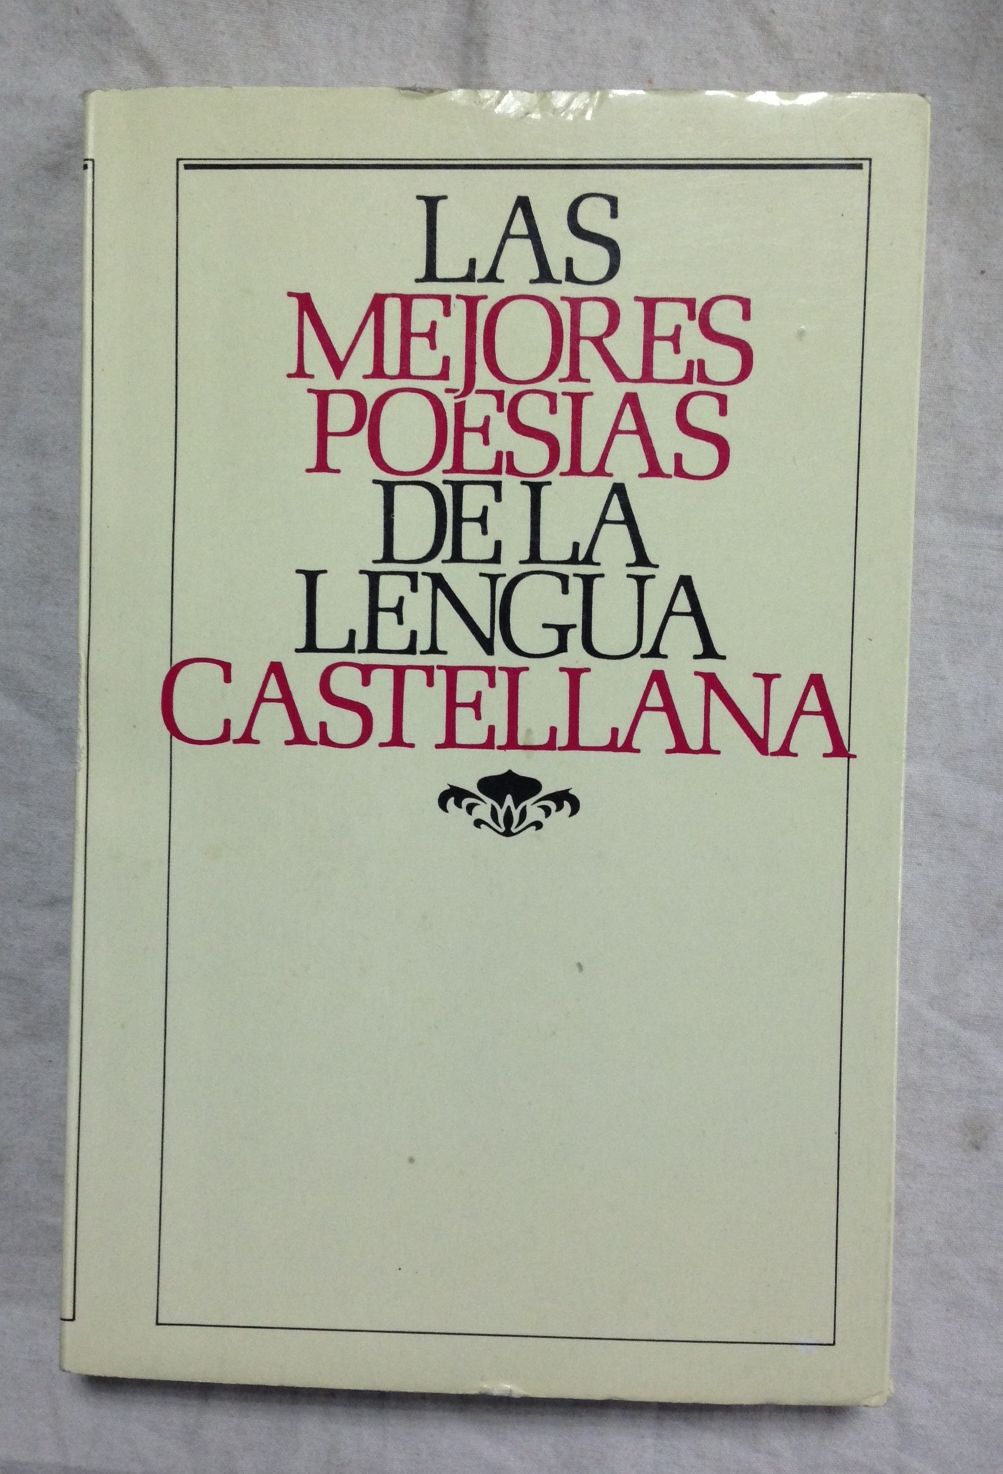 LAS
MEJORES
POESIAS
DE LA
LENGUA
CASTELLANA